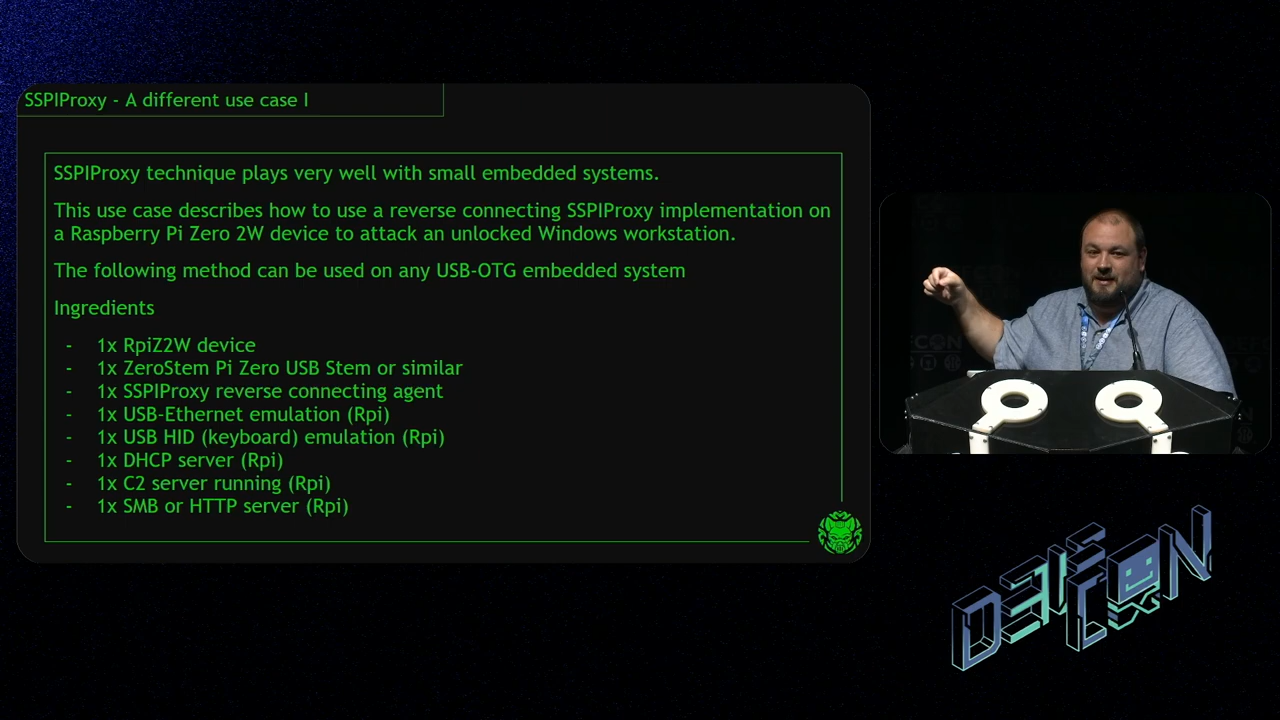 SSPIProxy - A different use case I
SSPIProxy technique plays very well with small embedded systems.
This use case describes how to use a reverse connecting SSPIProxy implementation on
a Raspberry Pi Zero 2W device to attack an unlocked Windows workstation.
The following method can be used on any USB-OTG embedded system
Ingredients
- 1x RpiZ2W device
- 1x ZeroStem Pi Zero USB Stem or similar
- 1x SSPIProxy reverse connecting agent
- 1x USB-Ethernet emulation (Rpi)
- 1x USB HID (keyboard) emulation (Rpi)
- 1x DHCP server (Rpi)
- 1x C2 server running (Rpi)
- 1x SMB or HTTP server (Rpi)
DEF CON